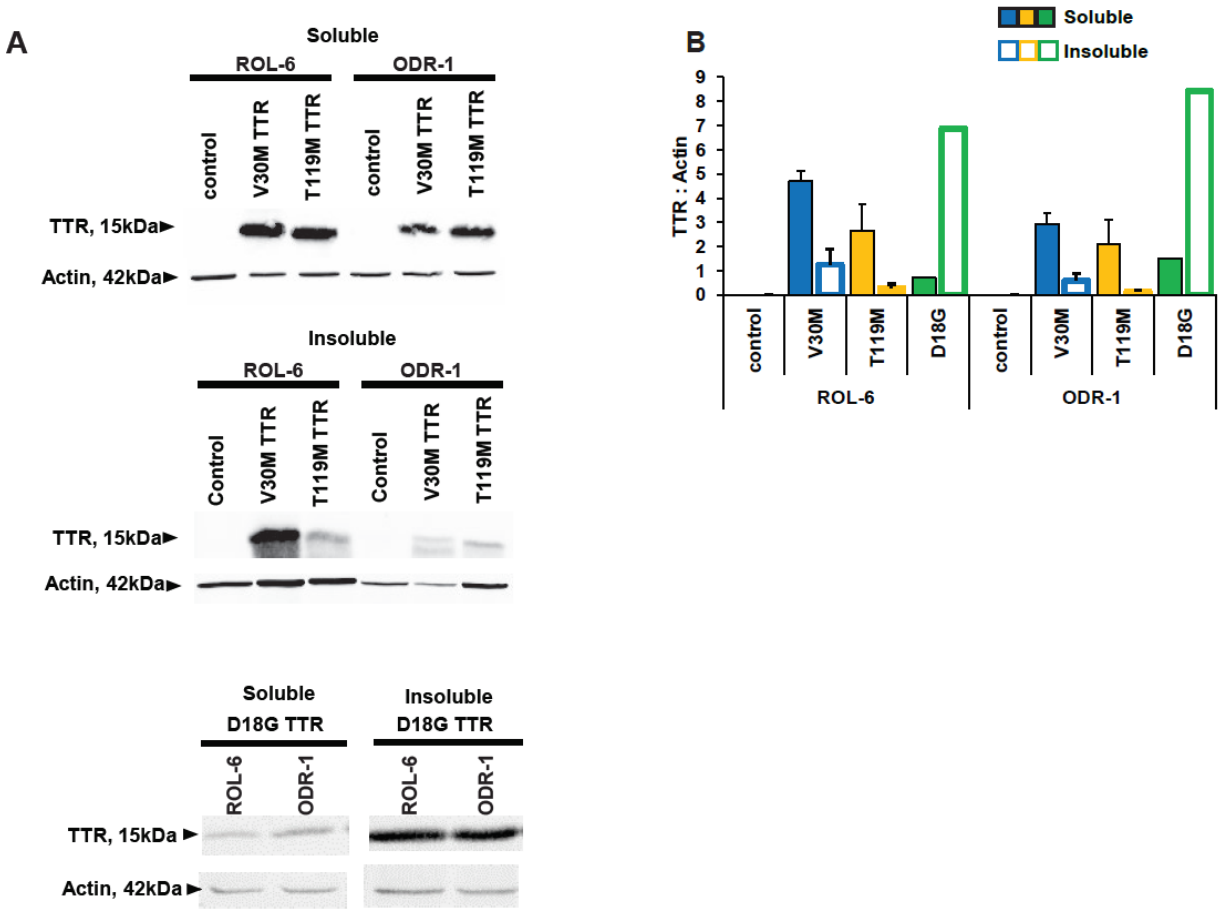 A
Soluble
ROL-6 ODR-1
control V30M TTR T119M TTR control V30M TTR T119M TTR
TTR, 15kDa
Actin, 42kDa
Insoluble
ROL-6 ODR-1
Control V30M TTR T119M TTR Control V30M TTR T119M TTR
TTR, 15kDa
Actin, 42kDa
Soluble Insoluble
D18G TTR D18G TTR
ROL-6 ODR-1 ROL-6 ODR-1
TTR, 15kDa
Actin, 42kDa
B
Soluble
Insoluble
TTR : Actin
9
8
7
6
5
4
3
2
1
0
control V30M T119M D18G control V30M T119M D18G
ROL-6 ODR-1